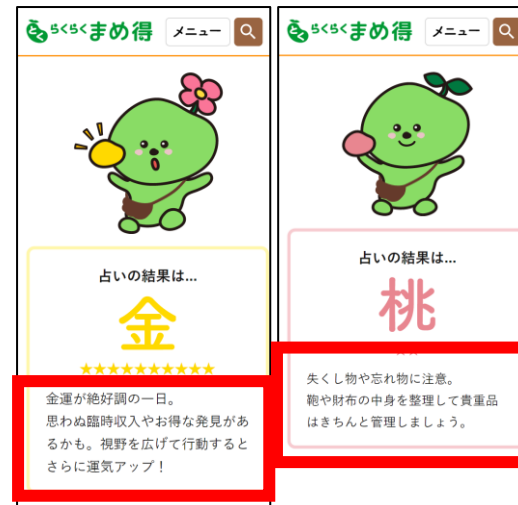 とく らくらくまめ得 メニュー
占いの結果は...
金
★★★★★★★★★★
金運が絶好調の一日。
思わぬ臨時収入やお得な発見があ
るかも。視野を広げて行動すると
さらに運気アップ！
とく らくらくまめ得 メニュー
占いの結果は...
桃
失くし物や忘れ物に注意。
鞄や財布の中身を整理して貴重品
はきちんと管理しましょう。